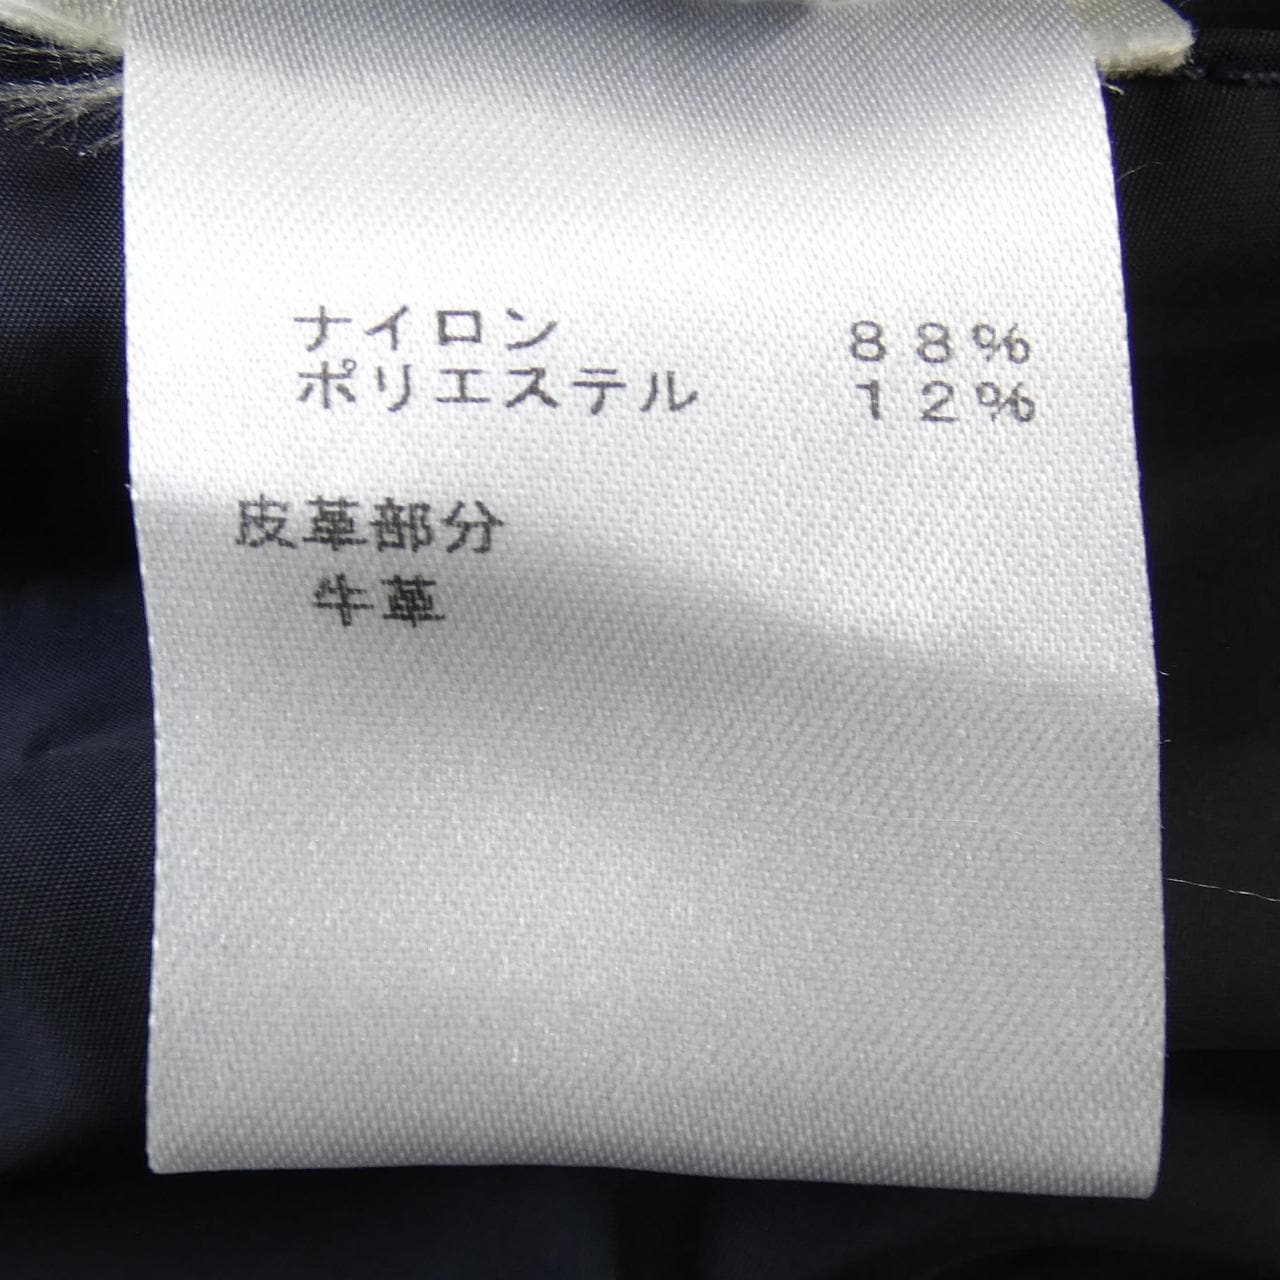 ナイロン 88%
ポリエステル 12%
皮革部分
牛革